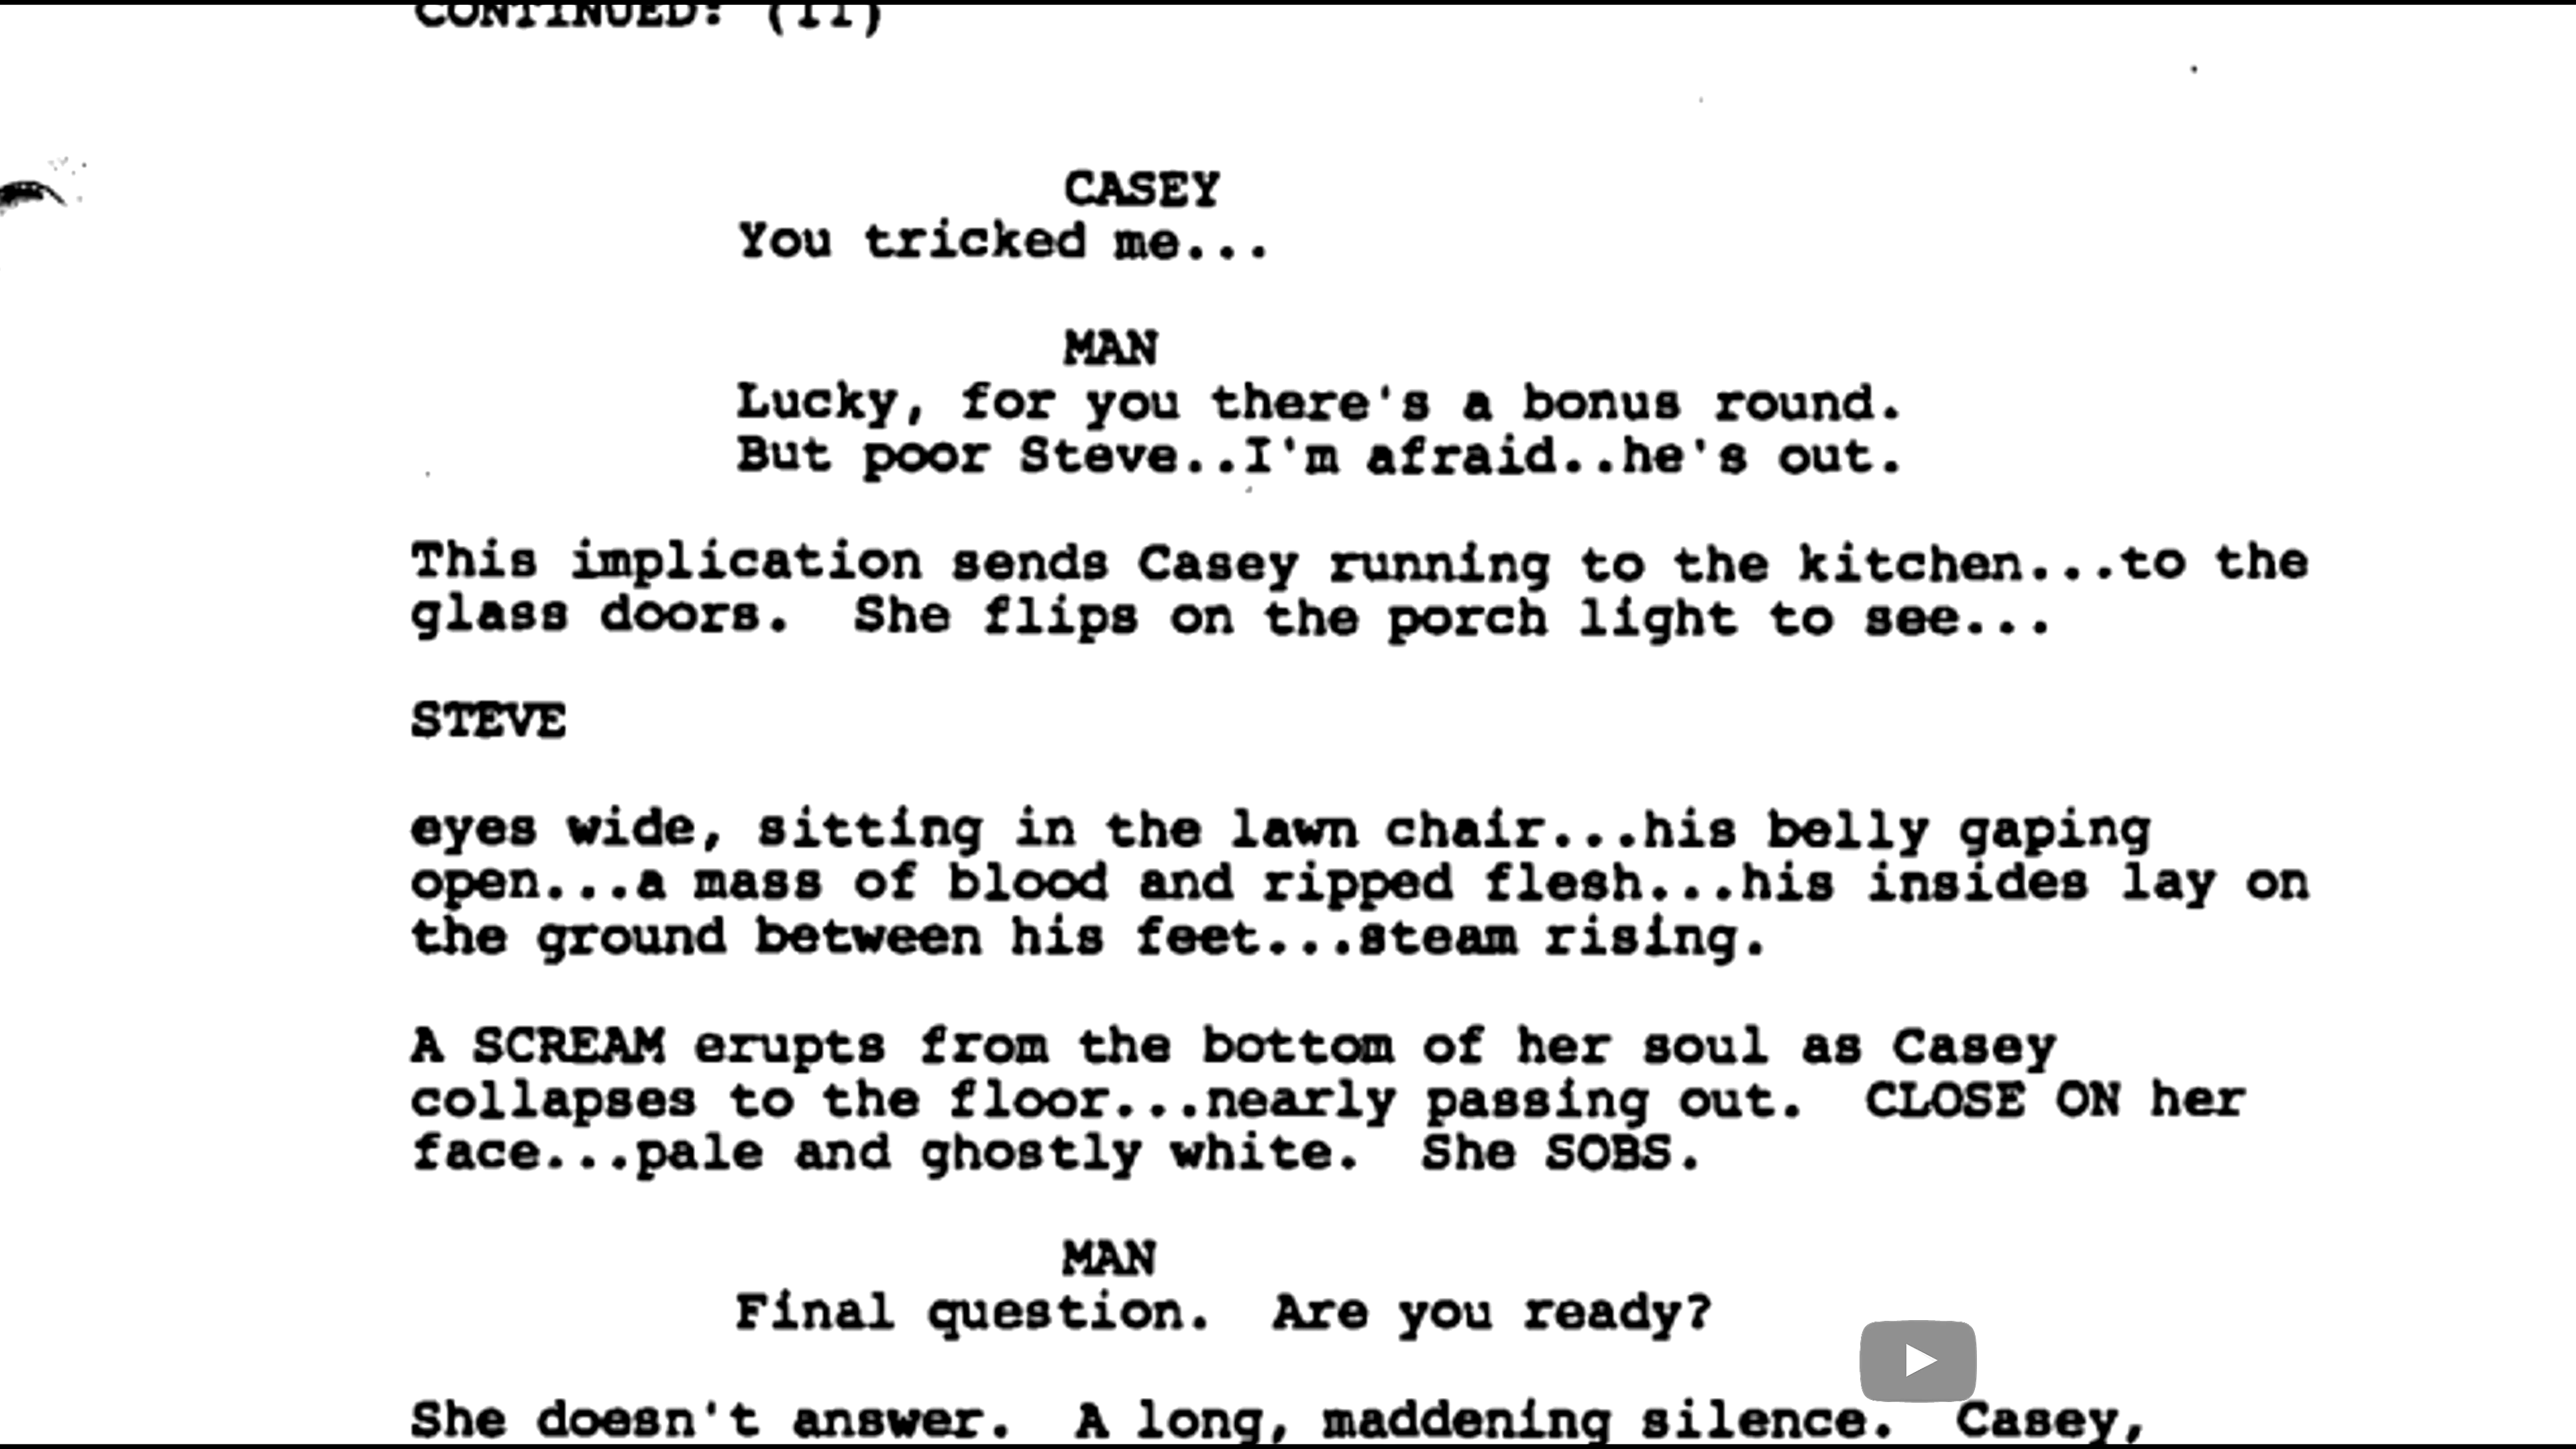 CONTINUED: (11)
CASEY
You tricked me...
MAN
Lucky, for you there's a bonus round.
But poor Steve..I'm afraid..he's out.
This implication sends Casey running to the kitchen...to the
glass doors.  She flips on the porch light to see...
STEVE
eyes wide, sitting in the lawn chair...his belly gaping
open...a mass of blood and ripped flesh...his insides lay on
the ground between his feet...steam rising.
A SCREAM erupts from the bottom of her soul as Casey
collapses to the floor...nearly passing out.  CLOSE ON her
face...pale and ghostly white.  She SOBS.
MAN
Final question.  Are you ready?
She doesn't answer.  A long, maddening silence.  Casey,